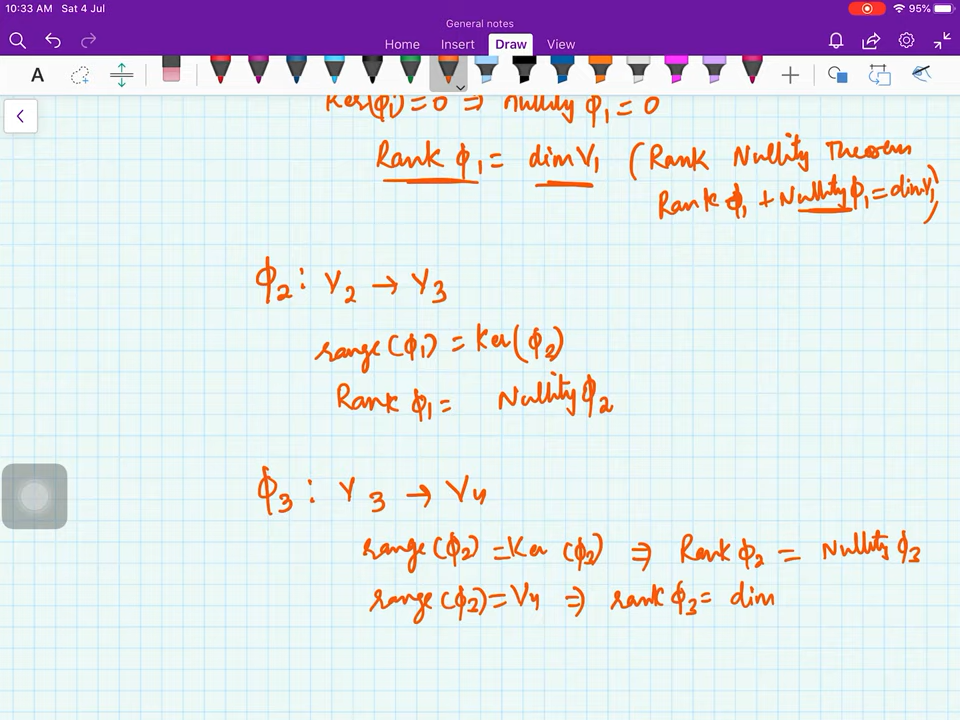 10:33 AM Sat 4 Jul 95%
General notes
Home Insert Draw View
A
Ker(ϕ₁) = 0 ⇒ Nullity ϕ₁ = 0
Rank ϕ₁ = dim V₁ (Rank Nullity Theorem
Rank ϕ₁ + Nullity ϕ₁ = dim V₁)
ϕ₂ : V₂ → V₃
range (ϕ₁) = Ker (ϕ₂)
Rank ϕ₁ = Nullity ϕ₂
ϕ₃ : V₃ → V₄
range (ϕ₂) = Ker (ϕ₂) ⇒ Rank ϕ₂ = Nullity ϕ₃
range (ϕ₂) = V₄ ⇒ rank ϕ₃ = dim